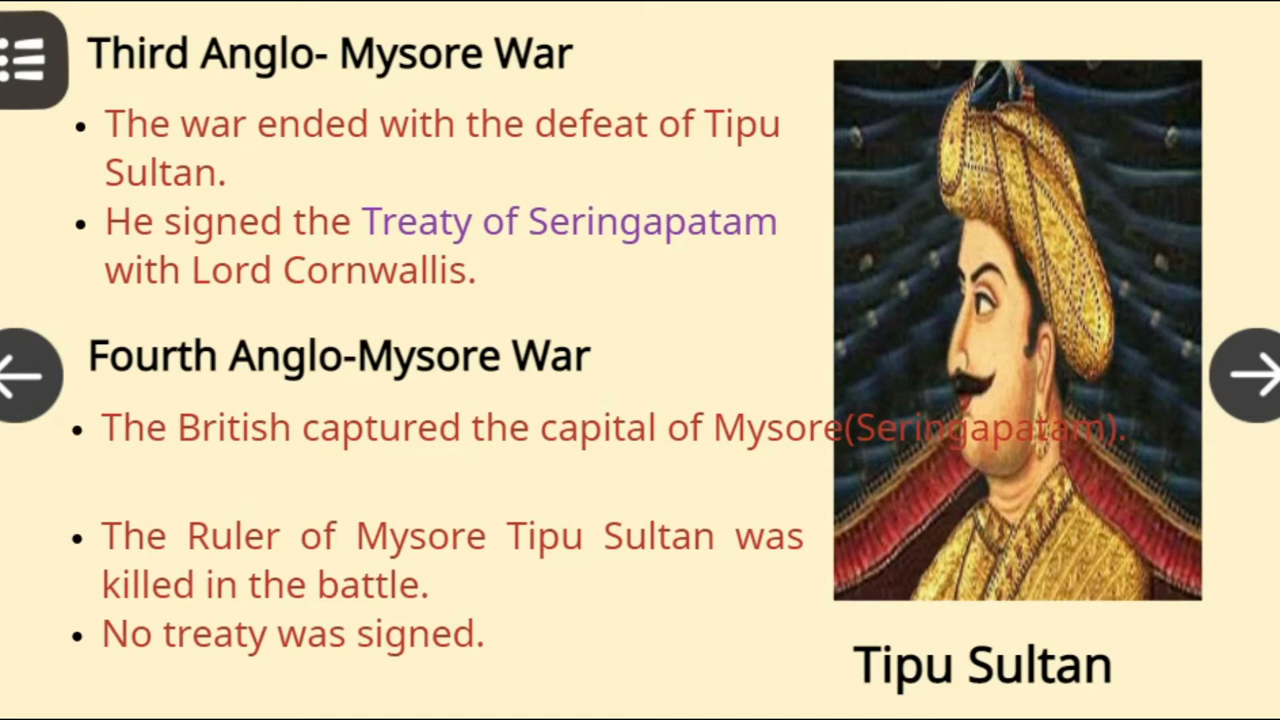 Third Anglo- Mysore War
• The war ended with the defeat of Tipu
Sultan.
• He signed the Treaty of Seringapatam
with Lord Cornwallis.
Fourth Anglo-Mysore War
• The British captured the capital of Mysore(Seringapatam).
• The Ruler of Mysore Tipu Sultan was
killed in the battle.
• No treaty was signed.
Tipu Sultan